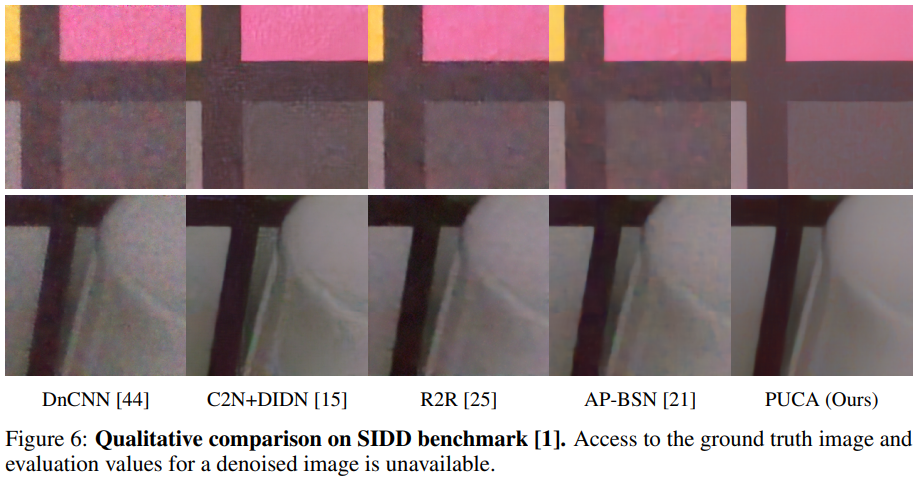 DnCNN [44] C2N+DIDN [15] R2R [25] AP-BSN [21] PUCA (Ours)
Figure 6: Qualitative comparison on SIDD benchmark [1]. Access to the ground truth image and
evaluation values for a denoised image is unavailable.